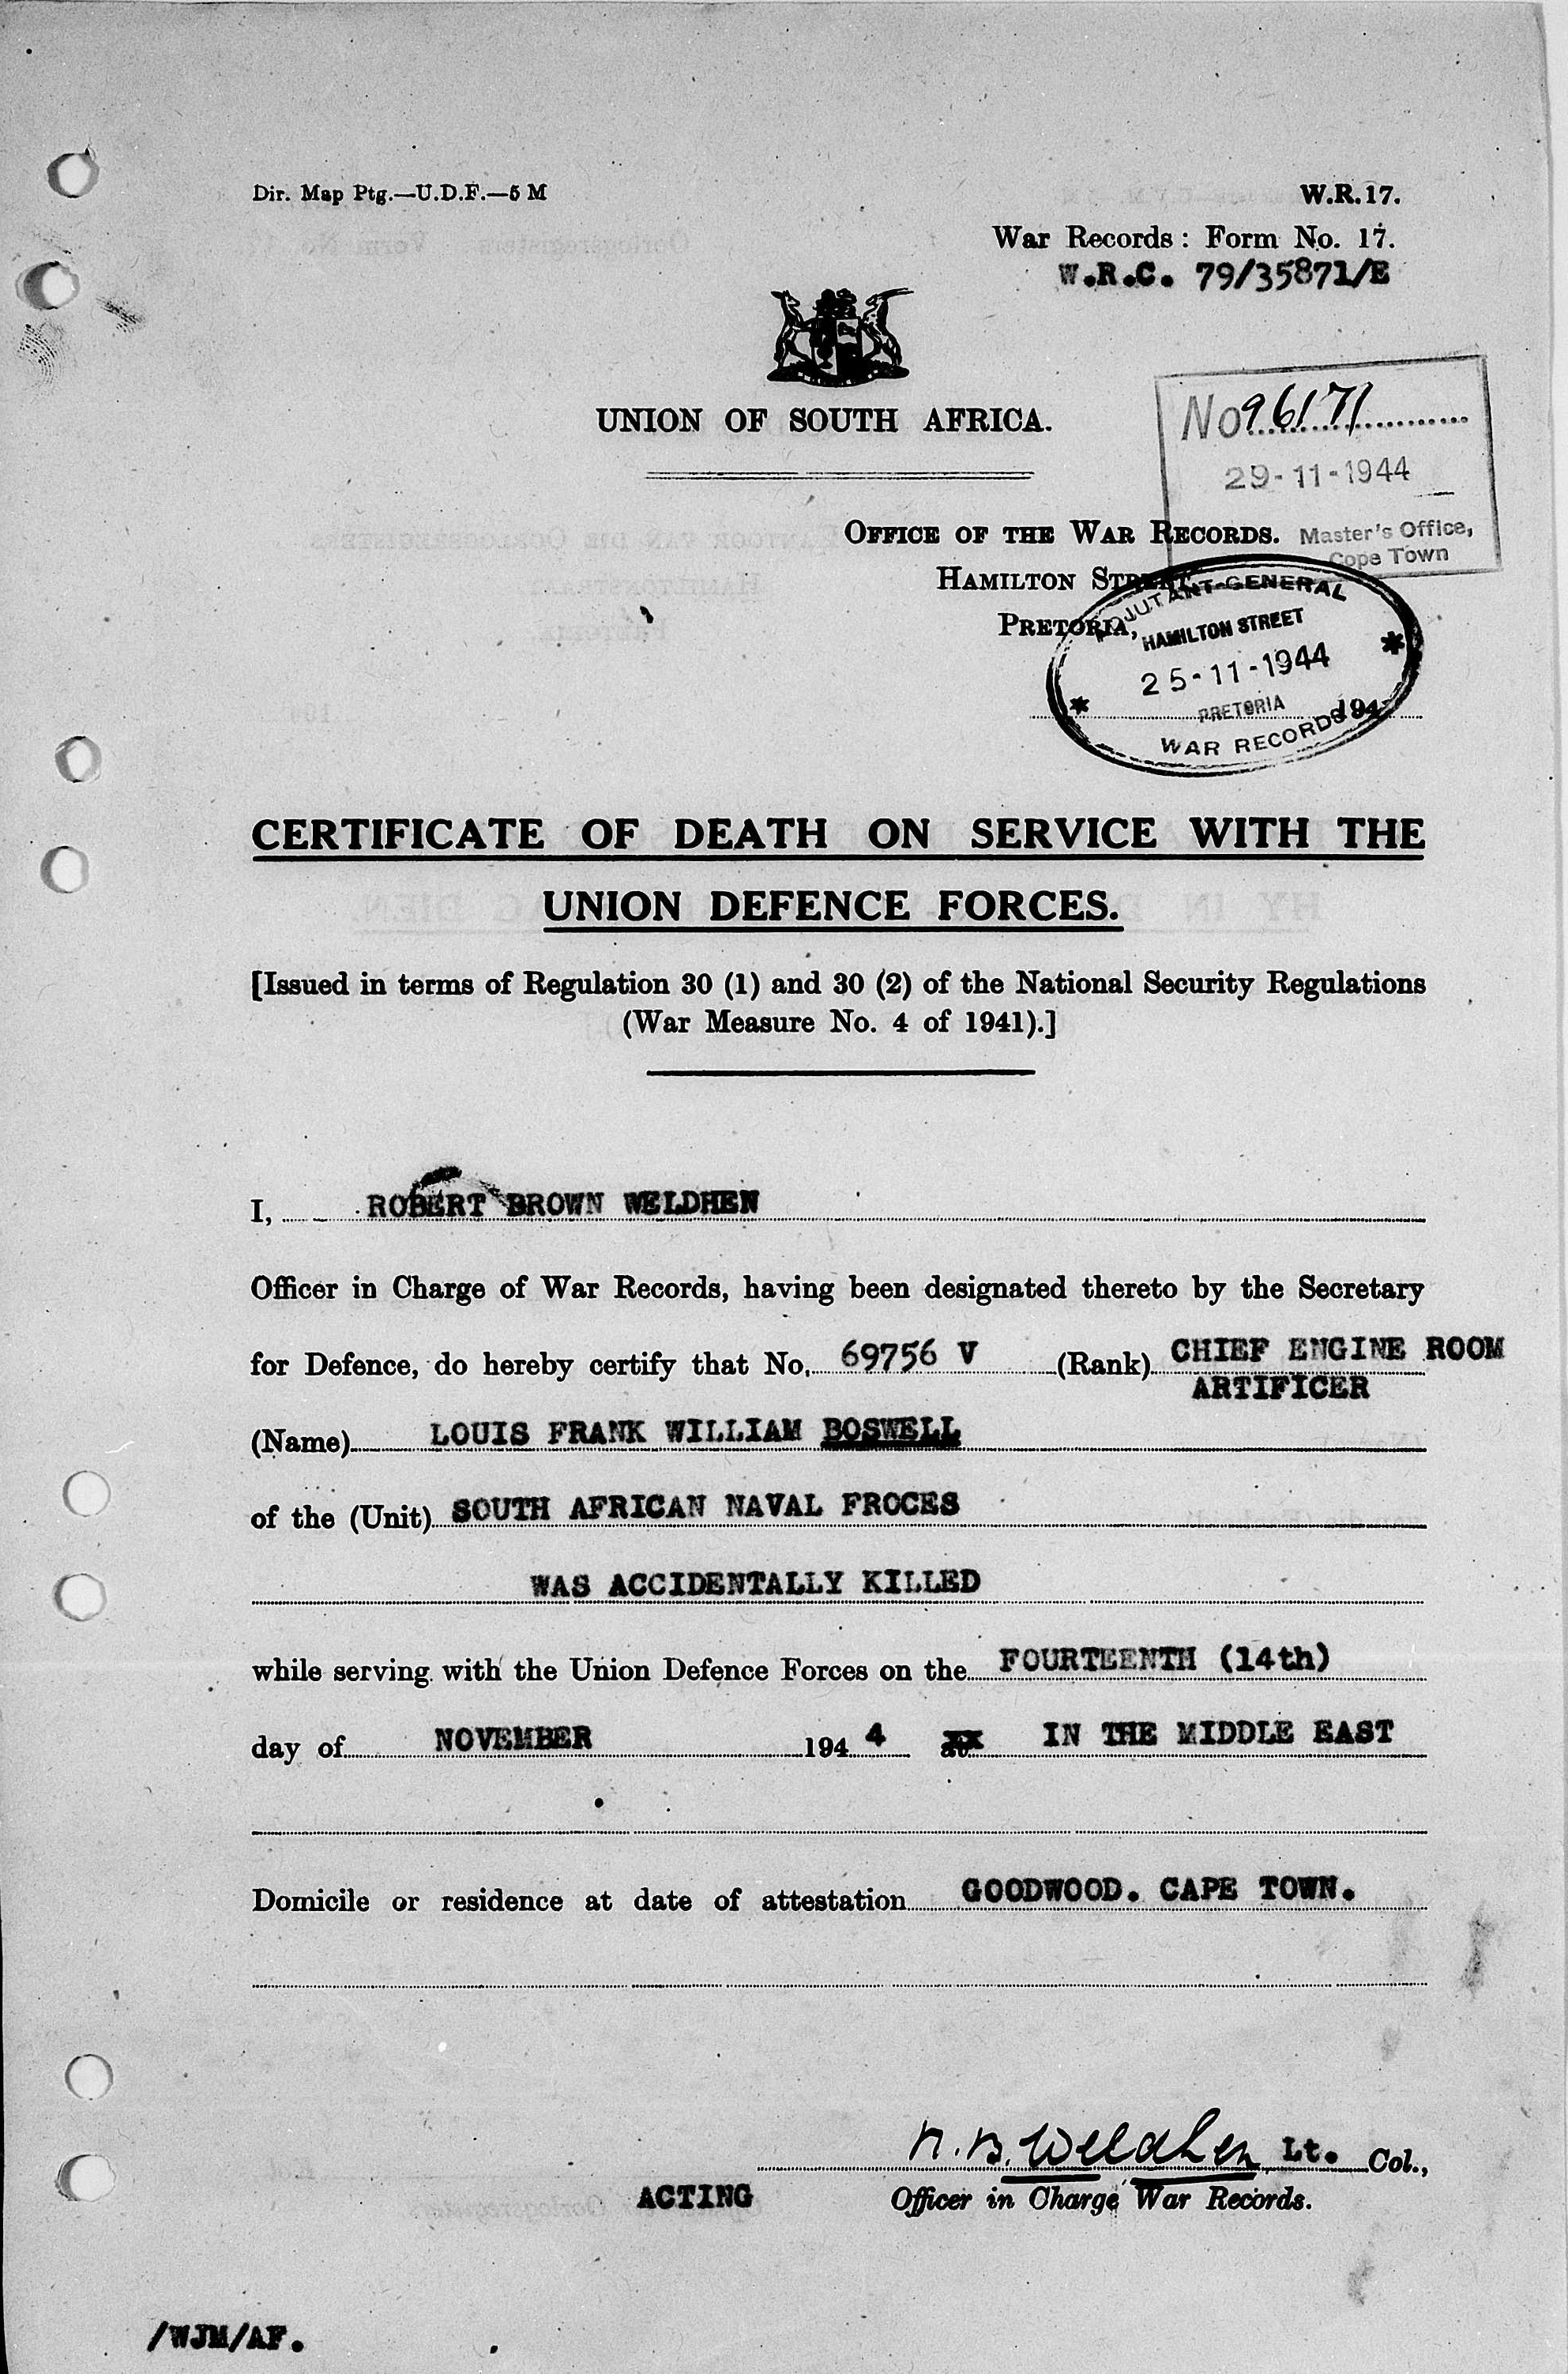 Dir. Map Ptg.—U.D.F.—5 M
W.R.17.
War Records: Form No. 17.
W.R.C. 79/35871/E
UNION OF SOUTH AFRICA.
No 96171
29-11-1944
Master's Office,
Cape Town
OFFICE OF THE WAR RECORDS.
HAMILTON STREET,
PRETORIA,
ADJUTANT-GENERAL
HAMILTON STREET
25-11-1944
PRETORIA
WAR RECORDS
194
CERTIFICATE OF DEATH ON SERVICE WITH THE
UNION DEFENCE FORCES.
[Issued in terms of Regulation 30 (1) and 30 (2) of the National Security Regulations
(War Measure No. 4 of 1941).]
I, ROBERT BROWN WELDHEN
Officer in Charge of War Records, having been designated thereto by the Secretary
for Defence, do hereby certify that No. 69756 V (Rank) CHIEF ENGINE ROOM
ARTIFICER
(Name) LOUIS FRANK WILLIAM BOSWELL
of the (Unit) SOUTH AFRICAN NAVAL FROCES
WAS ACCIDENTALLY KILLED
while serving with the Union Defence Forces on the FOURTEENTH (14th)
day of NOVEMBER 194 4 IN THE MIDDLE EAST
Domicile or residence at date of attestation GOODWOOD. CAPE TOWN.
R.B. Weldhen Lt. Col.,
ACTING Officer in Charge War Records.
/WJM/AF.